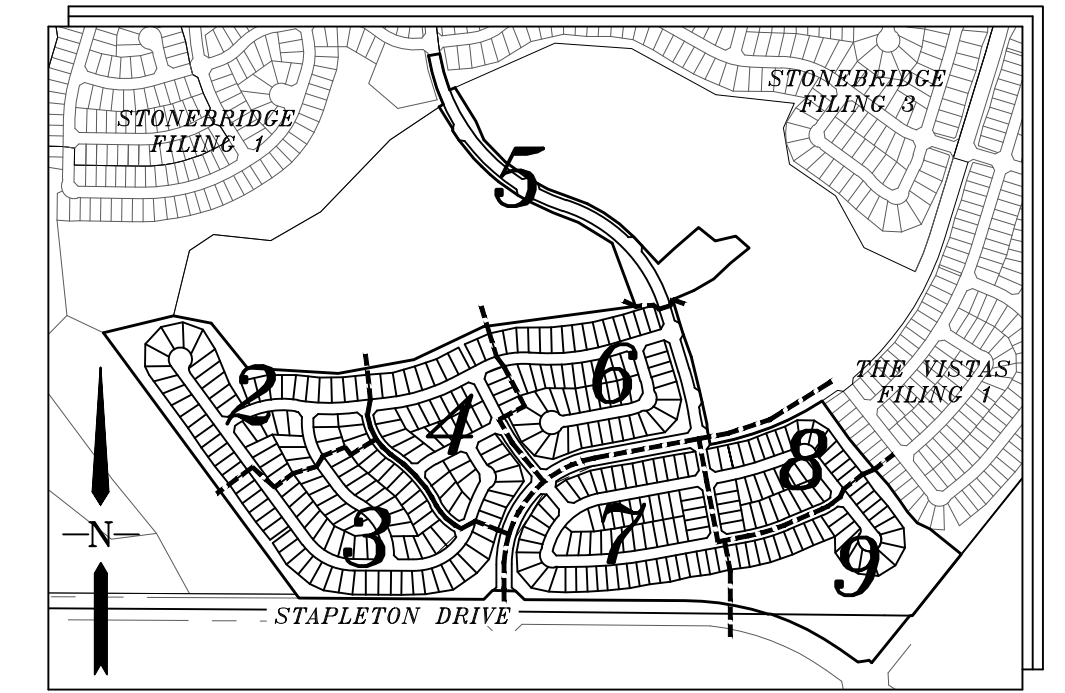 STONEBRIDGE
FILING 3
STONEBRIDGE
FILING 1
5
THE VISTAS
FILING 1
2
6
4
8
7
3
9
N
STAPLETON DRIVE